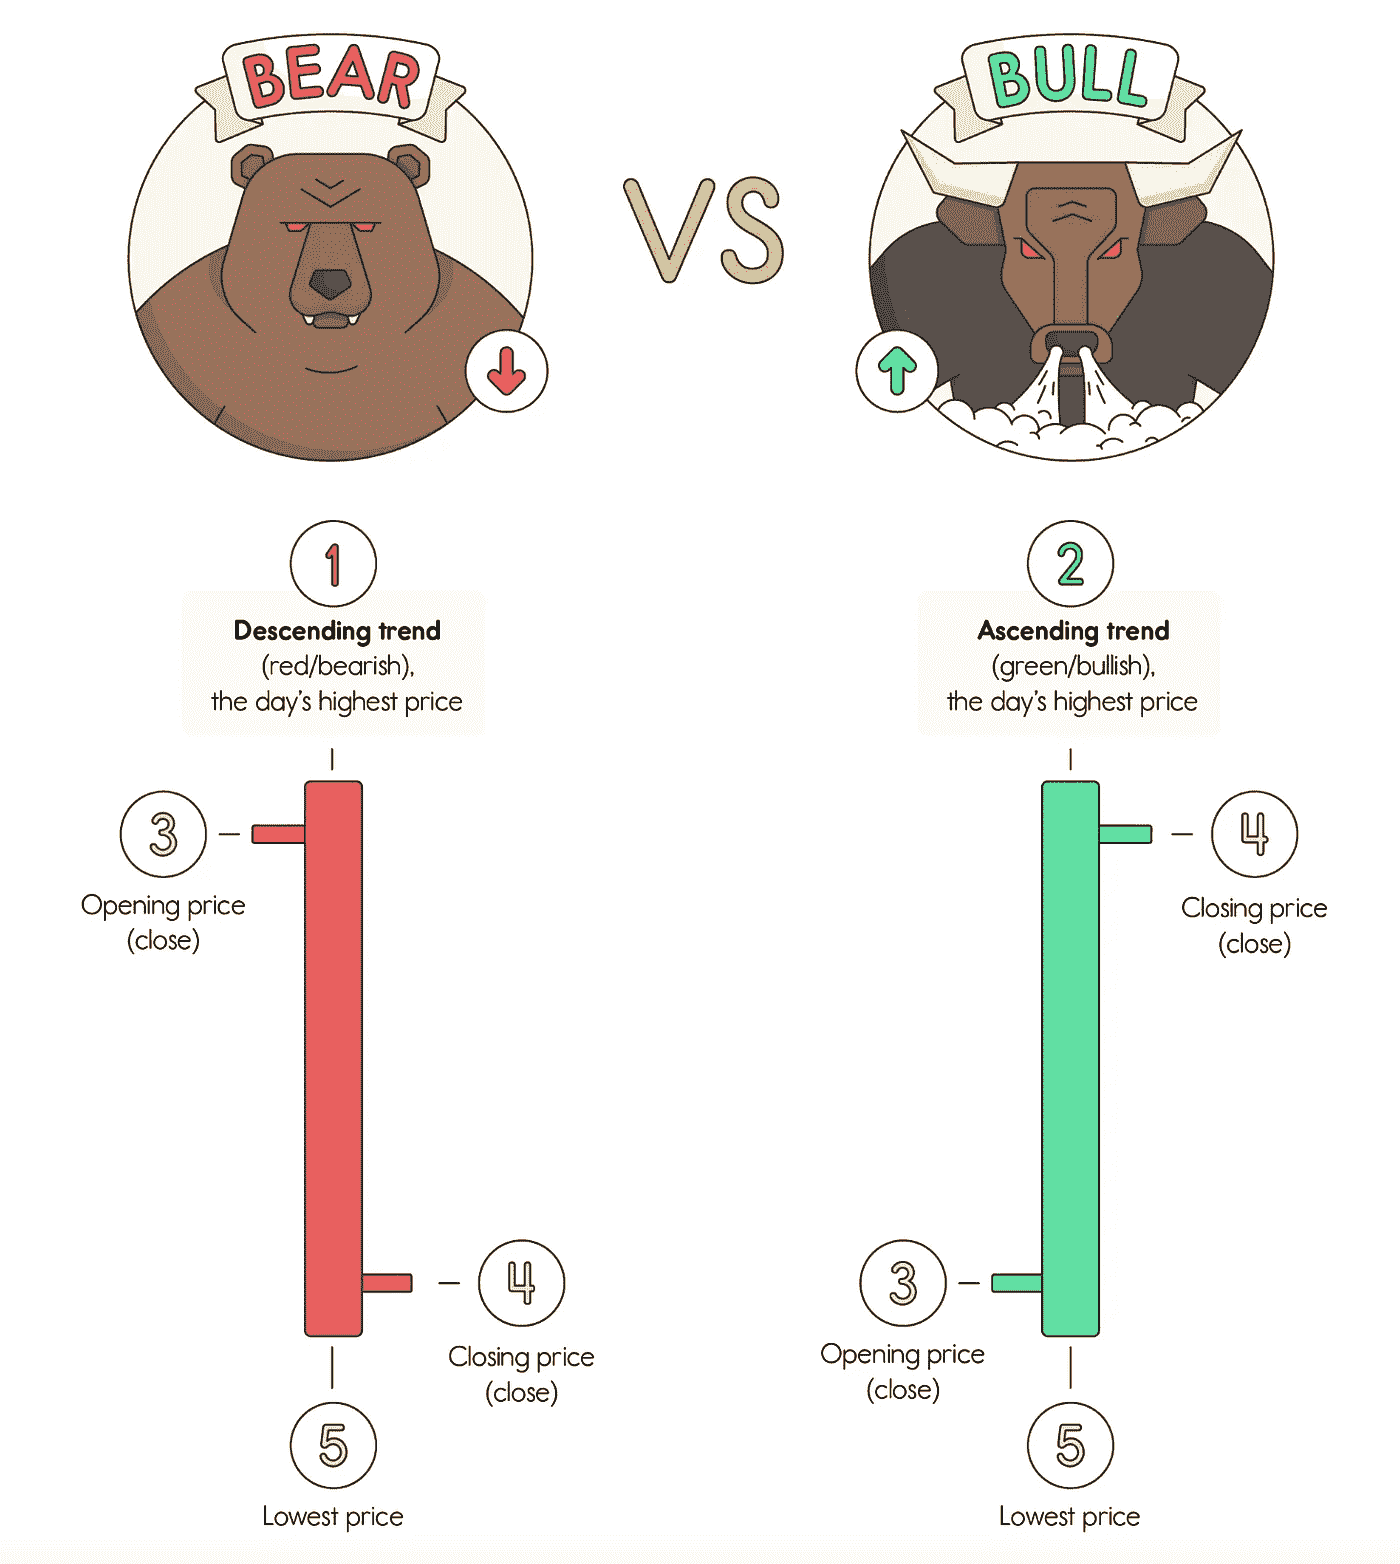 BEAR
VS
BULL
1
Descending trend
(red/bearish),
the day's highest price
2
Ascending trend
(green/bullish),
the day's highest price
3
Opening price
(close)
4
Closing price
(close)
4
Closing price
(close)
3
Opening price
(close)
5
Lowest price
5
Lowest price